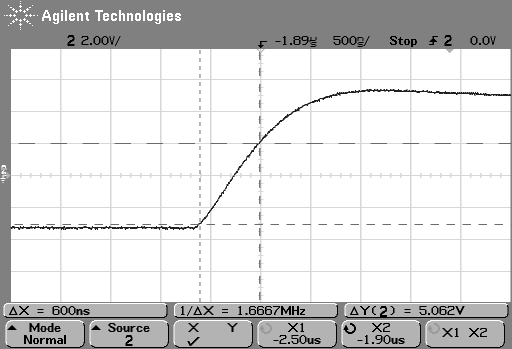 Agilent Technologies
2 2.00V/ -1.89µs 500ns/ Stop 2 0.0V
ΔX = 600ns 1/ΔX = 1.6667MHz ΔY(2) = 5.062V
Mode Source X Y X1 X2 X1 X2
Normal 2 ✓ -2.50us -1.90us